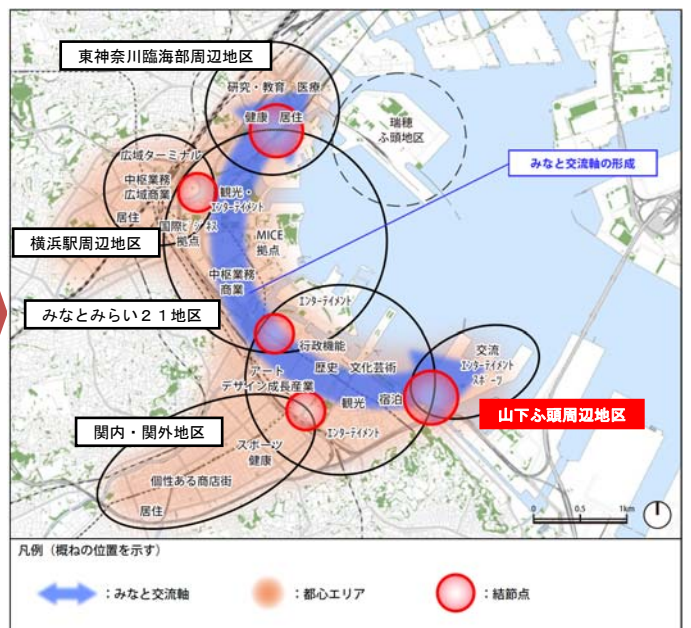 東神奈川臨海部周辺地区
研究・教育 医療
健康 居住
瑞穂
ふ頭地区
広域ターミナル
中枢業務
広域商業
居住
観光・
エンターテイメント
国際ビジネス
拠点
みなと交流軸の形成
横浜駅周辺地区
MICE
拠点
中枢業務
商業
エンターテイメント
みなとみらい21地区
行政機能
歴史 文化芸術
アート
デザイン成長産業
観光
宿泊
交流
エンターテイメント
スポーツ
山下ふ頭周辺地区
関内・関外地区
エンターテイメント
スポーツ
健康
個性ある商店街
居住
0 0.5 1km
凡例（概ねの位置を示す）
：みなと交流軸
：都心エリア
：結節点